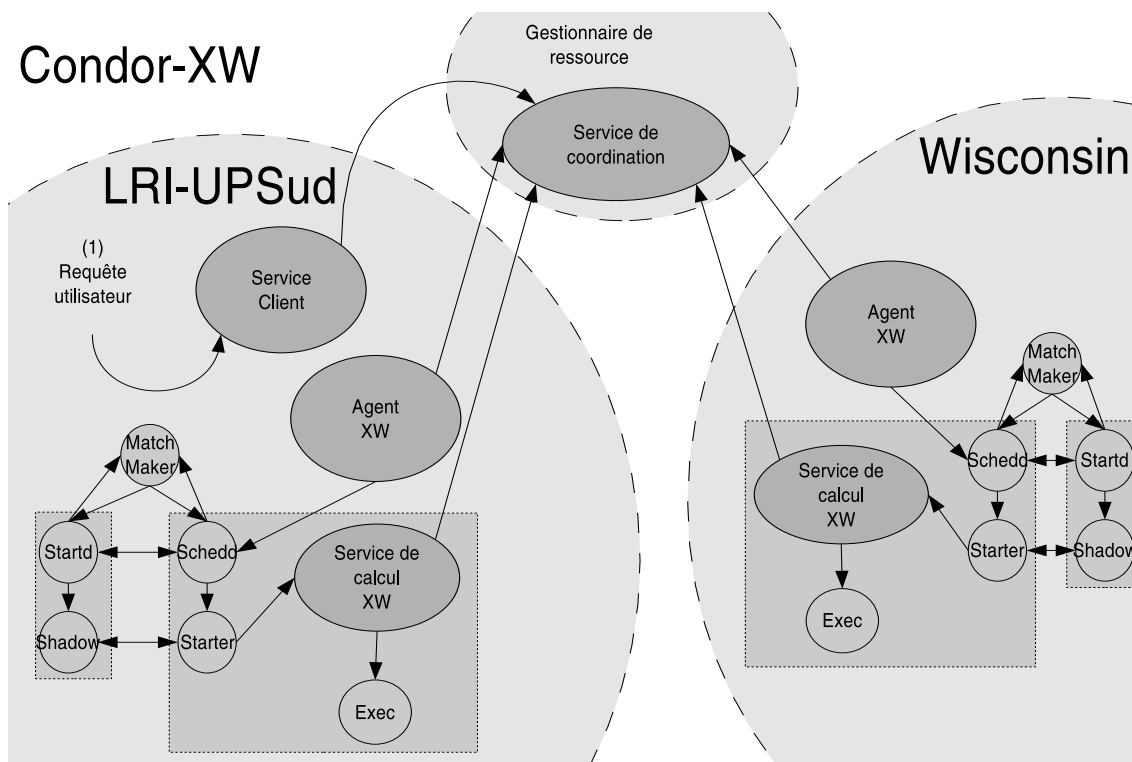 Condor-XW
Gestionnaire de
ressource
Service de
coordination
LRI-UPSud
(1)
Requête
utilisateur
Service
Client
Agent
XW
Match
Maker
Startd
Schedd
Shadow
Starter
Service de
calcul
XW
Exec
Wisconsin
Agent
XW
Match
Maker
Schedd
Startd
Starter
Shadow
Service de
calcul
XW
Exec